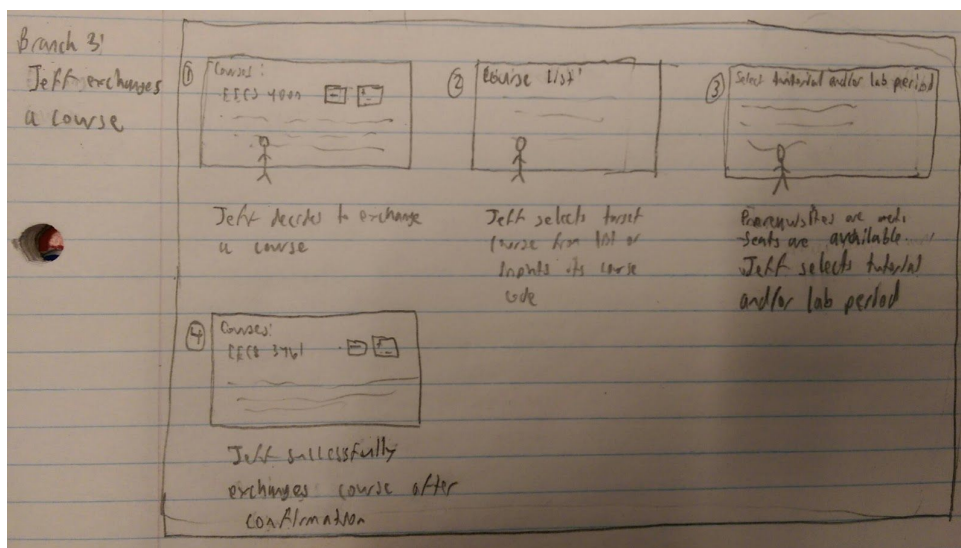 Branch 3:
Jeff exchanges
a course
①
Courses:
EECS 4000
Jeff decides to exchange
a course
②
Course List:
Jeff selects target
course from list or
inputs its course
code
③
Select tutorial and/or lab period
Prerequisites are met.
Seats are available
Jeff selects tutorial
and/or lab period
④
Courses:
EECS 3461
Jeff successfully
exchanges course after
confirmation